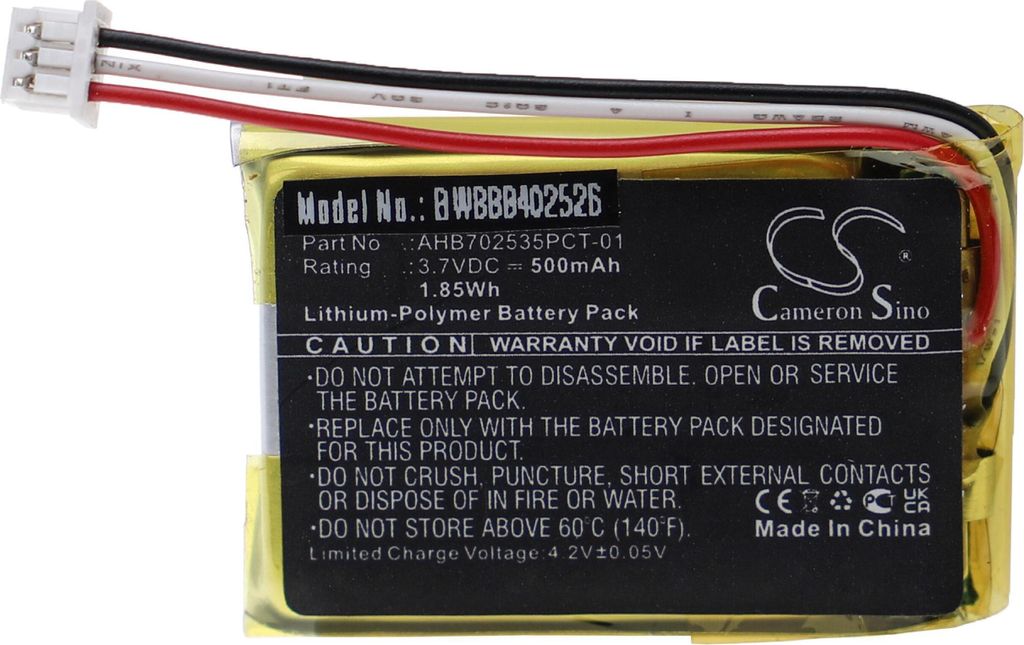 Model No.: BWBBB402526
Part No .: AHB702535PCT-01
Rating .: 3.7VDC ⎓ 500mAh
1.85Wh
Lithium-Polymer Battery Pack
CS
®
Cameron Sino
CAUTION WARRANTY VOID IF LABEL IS REMOVED
·DO NOT ATTEMPT TO DISASSEMBLE. OPEN OR SERVICE
THE BATTERY PACK.
·REPLACE ONLY WITH THE BATTERY PACK DESIGNATED
FOR THIS PRODUCT.
·DO NOT CRUSH, PUNCTURE, SHORT EXTERNAL CONTACTS
OR DISPOSE OF IN FIRE OR WATER.
·DO NOT STORE ABOVE 60°C (140°F).
Limited Charge Voltage:4.2V±0.05V
CE PCT UK CA
Made In China